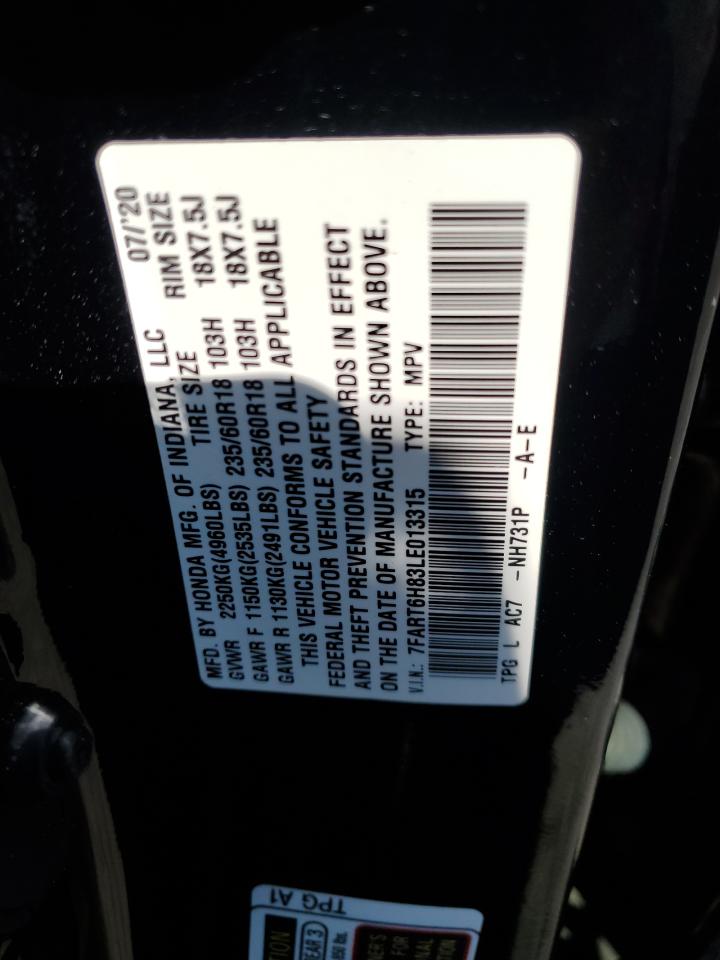 MFD. BY HONDA MFG. OF INDIANA, LLC 07/'20
GVWR 2250KG(4960LBS) TIRE SIZE RIM SIZE
GAWR F 1150KG(2535LBS) 235/60R18 103H 18X7.5J
GAWR R 1130KG(2491LBS) 235/60R18 103H 18X7.5J
THIS VEHICLE CONFORMS TO ALL APPLICABLE
FEDERAL MOTOR VEHICLE SAFETY
AND THEFT PREVENTION STANDARDS IN EFFECT
ON THE DATE OF MANUFACTURE SHOWN ABOVE.
V.I.N.: 7FART6H83LE013315 TYPE: MPV
TPG L AC7 -NH731P -A-E
TPG A1